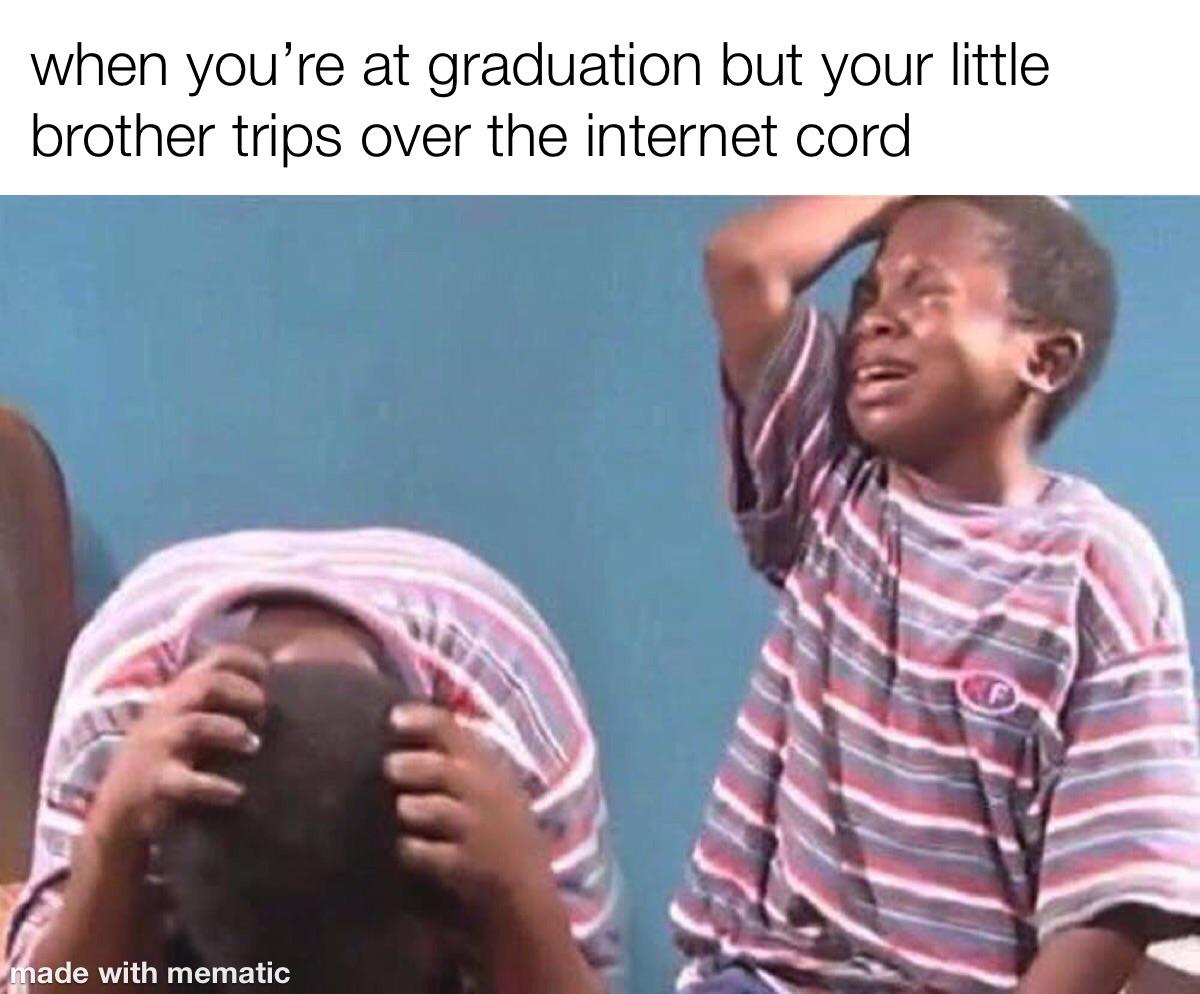 when you’re at graduation but your little
brother trips over the internet cord
F
made with mematic